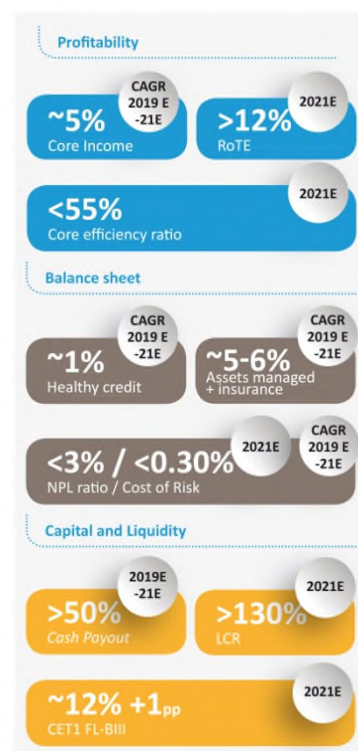 Profitability
CAGR
2019 E
-21E
~5%
Core Income
2021E
>12%
RoTE
2021E
<55%
Core efficiency ratio
Balance sheet
CAGR
2019 E
-21E
~1%
Healthy credit
CAGR
2019 E
-21E
~5-6%
Assets managed
+ insurance
2021E
CAGR
2019 E
-21E
<3% / <0.30%
NPL ratio / Cost of Risk
Capital and Liquidity
2019E
-21E
>50%
Cash Payout
2021E
>130%
LCR
2021E
~12% +1pp
CET1 FL-BIII